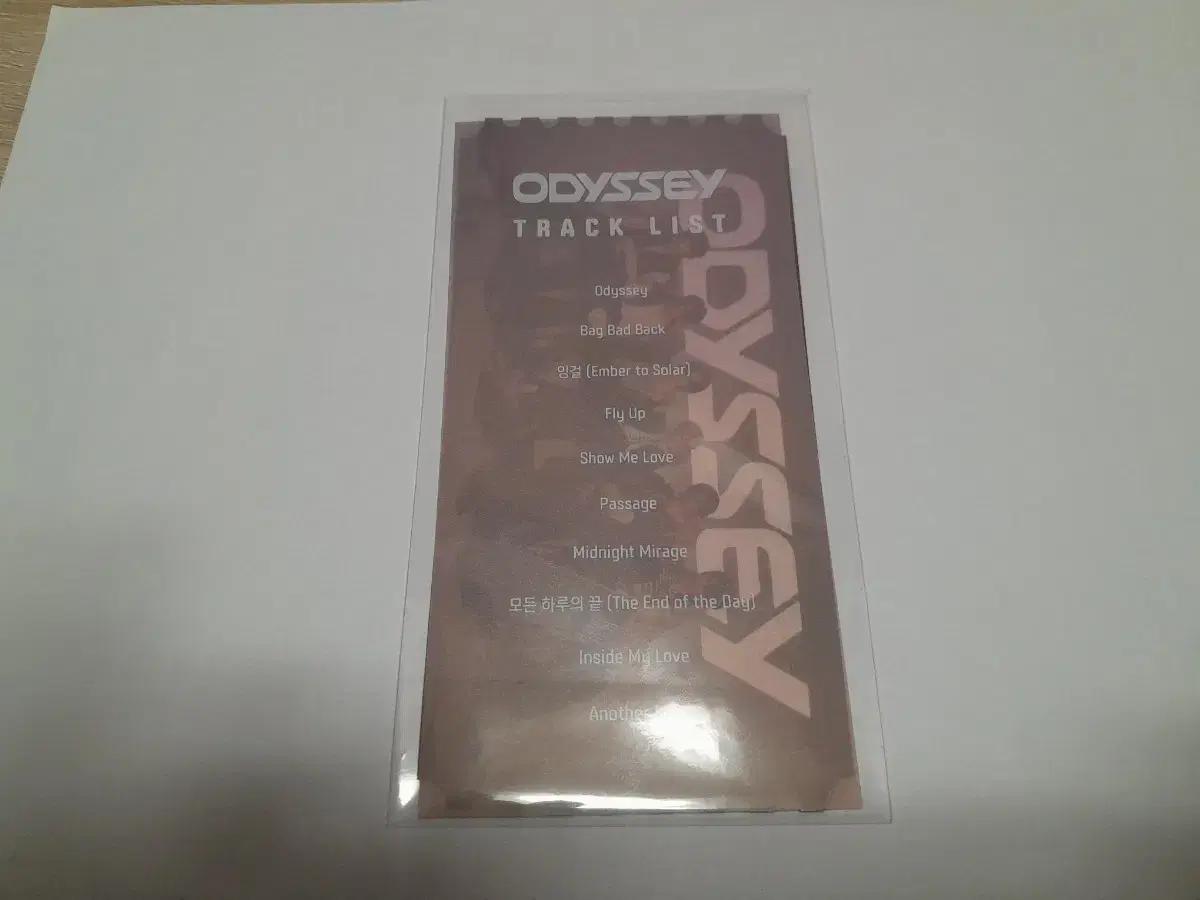 ODYSSEY
TRACK LIST
Odyssey
Bag Bad Back
잉걸 (Ember to Solar)
Fly Up
Show Me Love
Passage
Midnight Mirage
모든 하루의 끝 (The End of the Day)
Inside My Love
Another
ODYSSEY